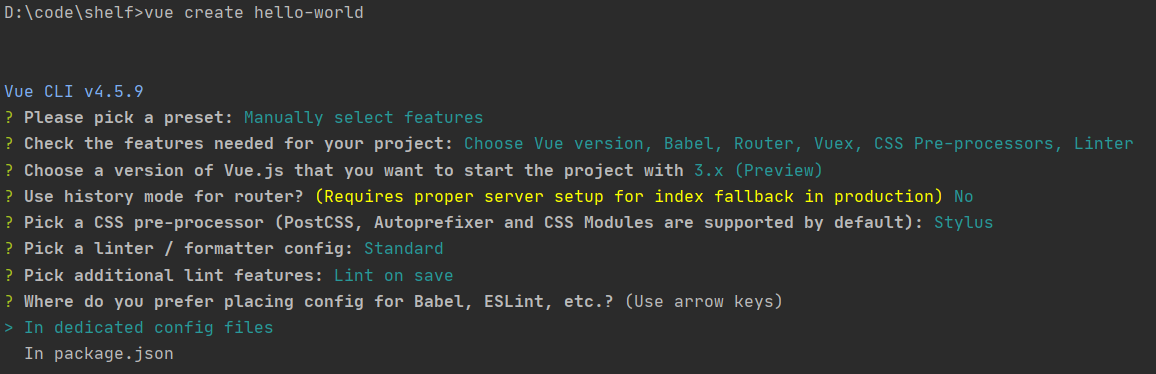 D:\code\shelf>vue create hello-world
Vue CLI v4.5.9
? Please pick a preset: Manually select features
? Check the features needed for your project: Choose Vue version, Babel, Router, Vuex, CSS Pre-processors, Linter
? Choose a version of Vue.js that you want to start the project with 3.x (Preview)
? Use history mode for router? (Requires proper server setup for index fallback in production) No
? Pick a CSS pre-processor (PostCSS, Autoprefixer and CSS Modules are supported by default): Stylus
? Pick a linter / formatter config: Standard
? Pick additional lint features: Lint on save
? Where do you prefer placing config for Babel, ESLint, etc.? (Use arrow keys)
> In dedicated config files
In package.json